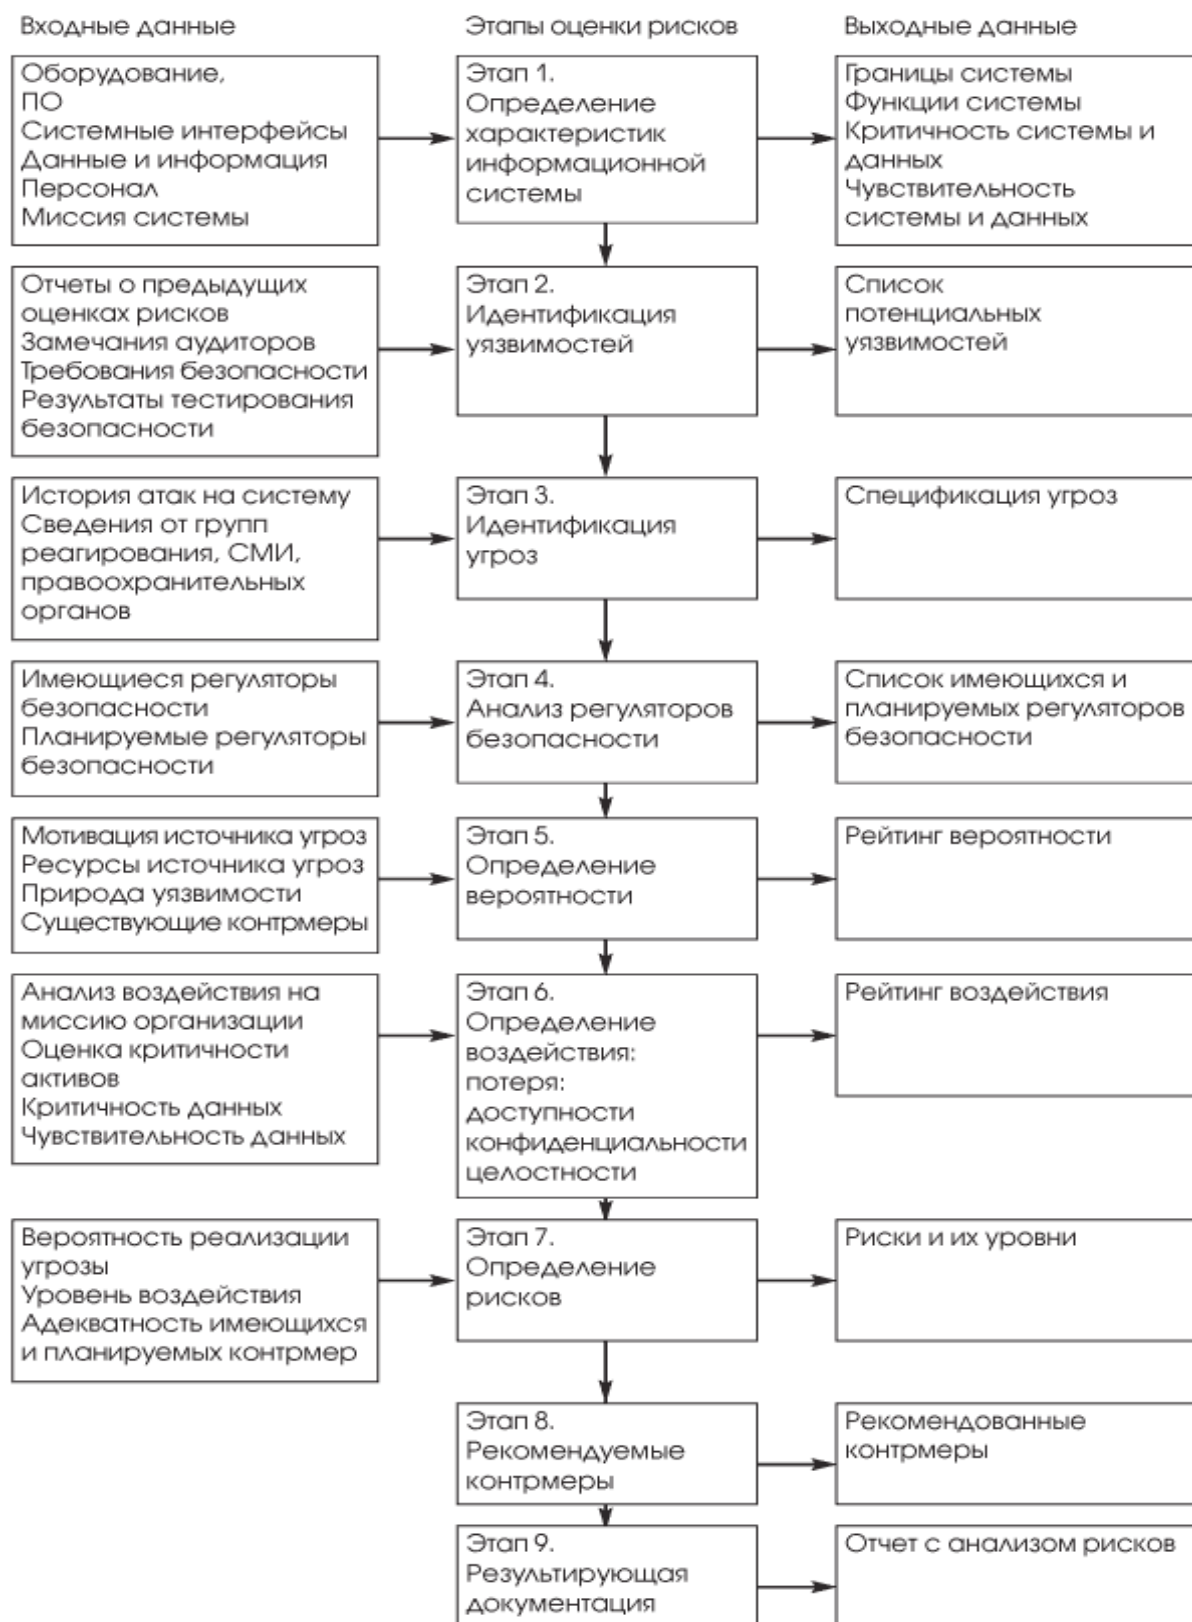 Входные данные
Этапы оценки рисков
Выходные данные
Оборудование,
ПО
Системные интерфейсы
Данные и информация
Персонал
Миссия системы
Этап 1.
Определение
характеристик
информационной
системы
Границы системы
Функции системы
Критичность системы и
данных
Чувствительность
системы и данных
Отчеты о предыдущих
оценках рисков
Замечания аудиторов
Требования безопасности
Результаты тестирования
безопасности
Этап 2.
Идентификация
уязвимостей
Список
потенциальных
уязвимостей
История атак на систему
Сведения от групп
реагирования, СМИ,
правоохранительных
органов
Этап 3.
Идентификация
угроз
Спецификация угроз
Имеющиеся регуляторы
безопасности
Планируемые регуляторы
безопасности
Этап 4.
Анализ регуляторов
безопасности
Список имеющихся и
планируемых регуляторов
безопасности
Мотивация источника угроз
Ресурсы источника угроз
Природа уязвимости
Существующие контрмеры
Этап 5.
Определение
вероятности
Рейтинг вероятности
Анализ воздействия на
миссию организации
Оценка критичности
активов
Критичность данных
Чувствительность данных
Этап 6.
Определение
воздействия:
потеря:
доступности
конфиденциальности
целостности
Рейтинг воздействия
Вероятность реализации
угрозы
Уровень воздействия
Адекватность имеющихся
и планируемых контрмер
Этап 7.
Определение
рисков
Риски и их уровни
Этап 8.
Рекомендуемые
контрмеры
Рекомендованные
контрмеры
Этап 9.
Результирующая
документация
Отчет с анализом рисков